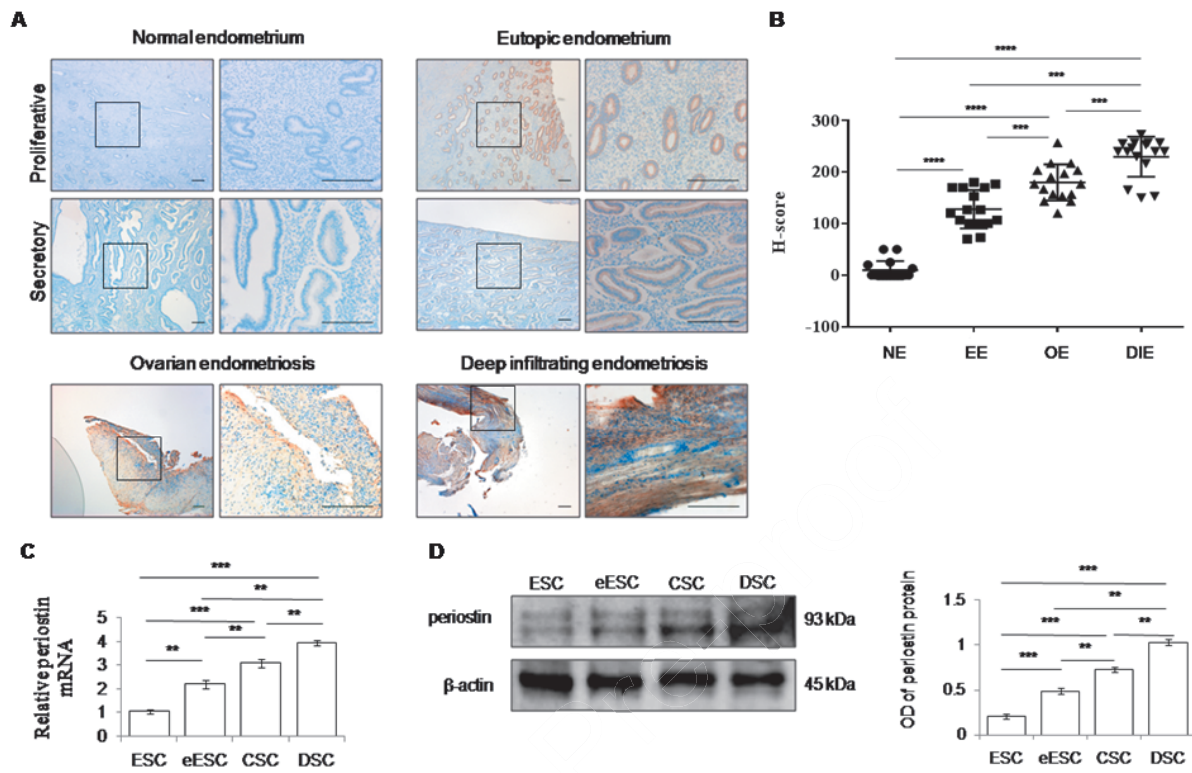 A
Normal endometrium
Eutopic endometrium
Proliferative
Secretory
Ovarian endometriosis
Deep infiltrating endometriosis
B
****
***
****
***
***
****
H-score
300
200
100
0
-100
NE EE OE DIE
C
***
**
***
**
**
**
Relative periostin
mRNA
5
4
3
2
1
0
ESC eESC CSC DSC
D
ESC eESC CSC DSC
periostin
93 kDa
β-actin
45 kDa
***
**
***
**
***
**
OD of periostin protein
1.5
1
0.5
0
ESC eESC CSC DSC